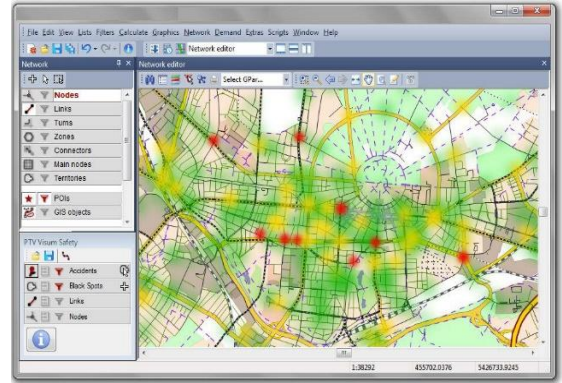 File Edit View Lists Filters Calculate Graphics Network Demand Extras Scripts Window Help
Network editor
Network
Network editor
Select GPar...
Nodes
Links
Turns
Zones
Connectors
Main nodes
Territories
POIs
GIS objects
PTV Visum Safety
Accidents
Black Spots
Links
Nodes
1:38292 455702.0376 5426733.9245